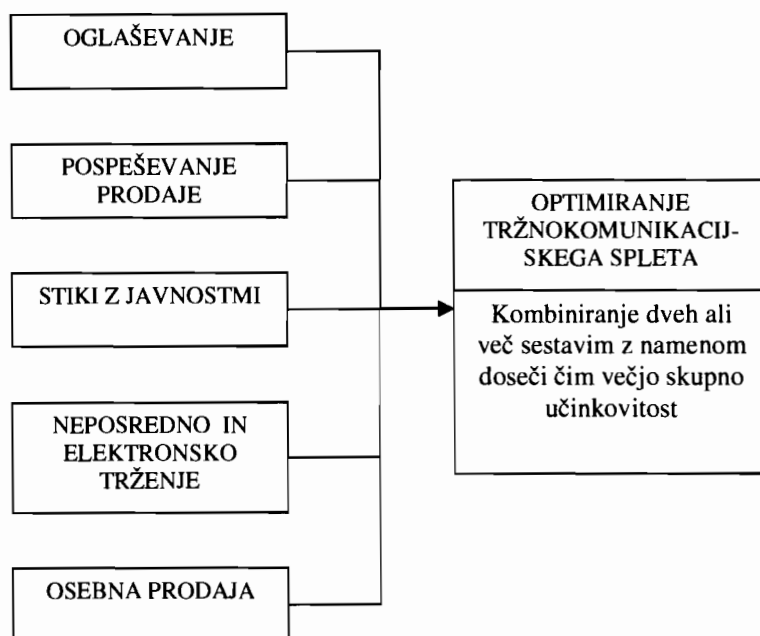 OGLAŠEVANJE
POSPEŠEVANJE
PRODAJE
STIKI Z JAVNOSTMI
NEPOSREDNO IN
ELEKTRONSKO
TRŽENJE
OSEBNA PRODAJA
OPTIMIRANJE
TRŽNOKOMUNIKACIJ-
SKEGA SPLETA
Kombiniranje dveh ali
več sestavim z namenom
doseči čim večjo skupno
učinkovitost